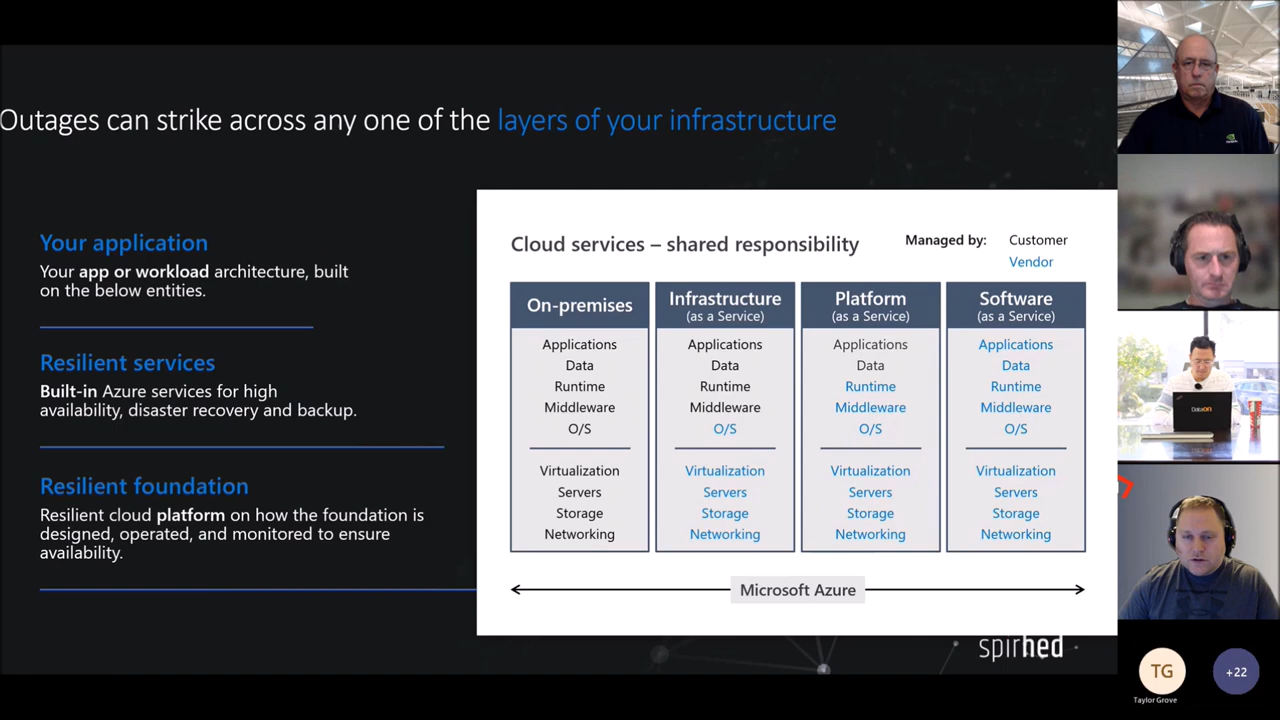 Outages can strike across any one of the layers of your infrastructure
Your application
Your app or workload architecture, built
on the below entities.
Resilient services
Built-in Azure services for high
availability, disaster recovery and backup.
Resilient foundation
Resilient cloud platform on how the foundation is
designed, operated, and monitored to ensure
availability.
Cloud services – shared responsibility
Managed by: Customer
Vendor
On-premises
Applications
Data
Runtime
Middleware
O/S
Virtualization
Servers
Storage
Networking
Infrastructure
(as a Service)
Applications
Data
Runtime
Middleware
O/S
Virtualization
Servers
Storage
Networking
Platform
(as a Service)
Applications
Data
Runtime
Middleware
O/S
Virtualization
Servers
Storage
Networking
Software
(as a Service)
Applications
Data
Runtime
Middleware
O/S
Virtualization
Servers
Storage
Networking
Microsoft Azure
spirhed
DataON
TG
Taylor Grove
+22